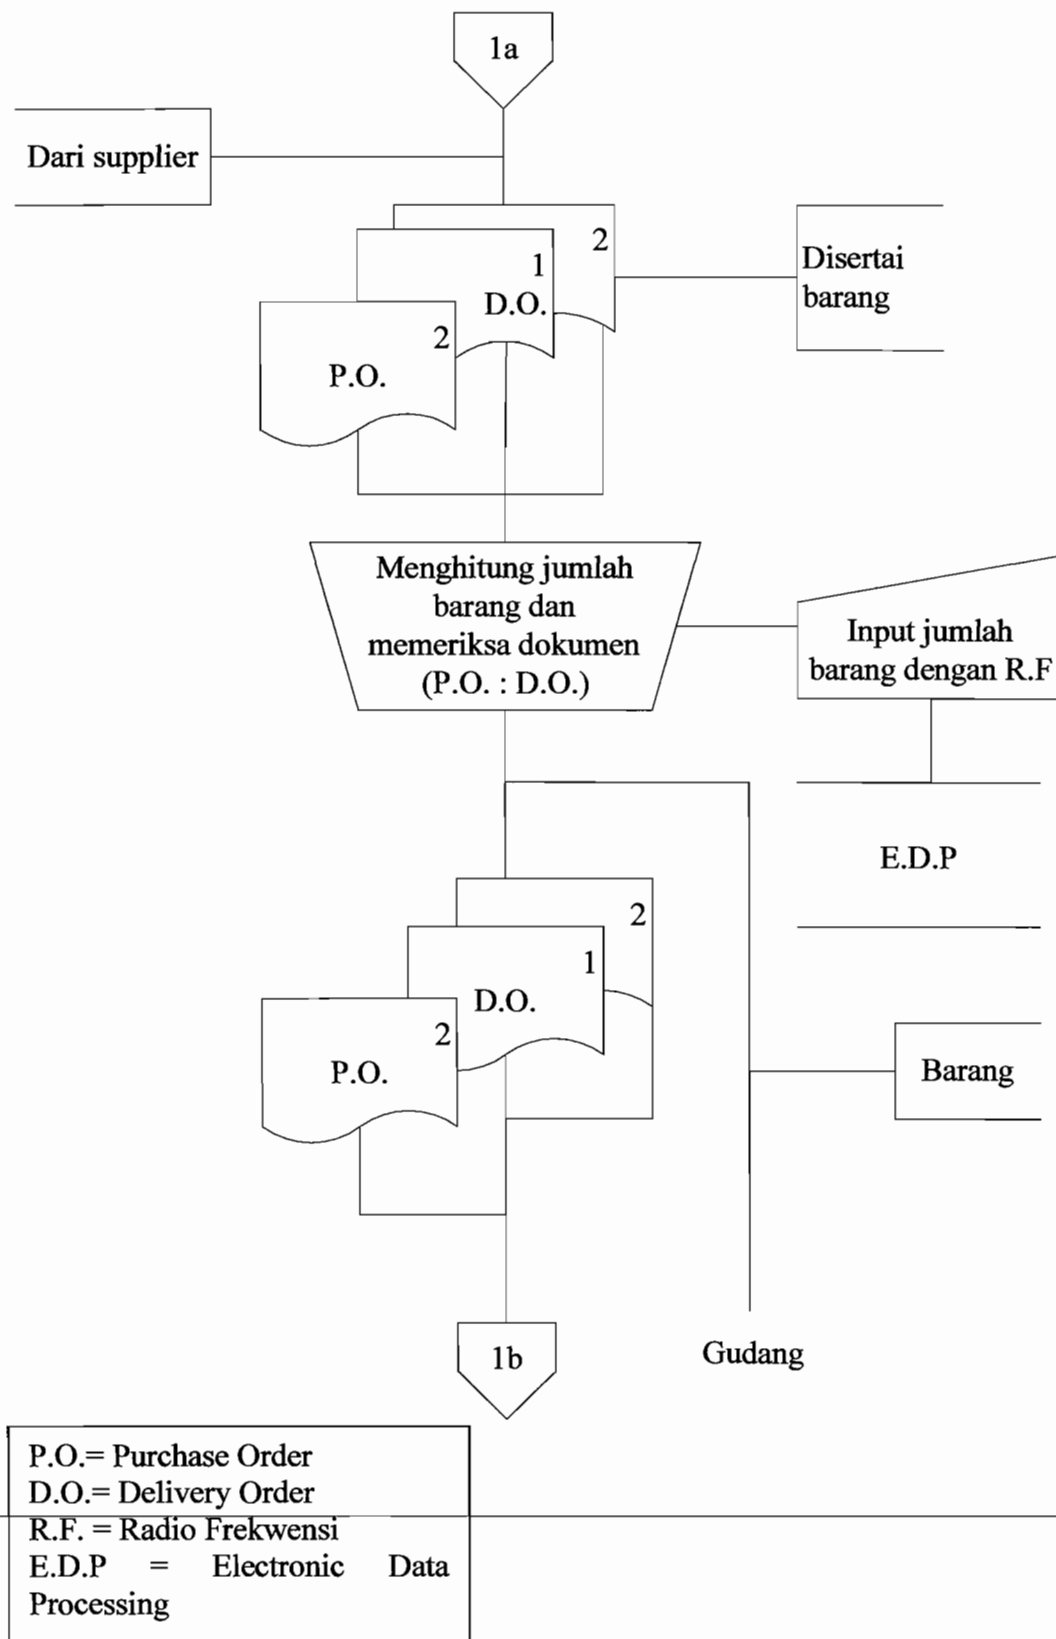 1a
Dari supplier
2
1
D.O.
2
P.O.
Disertai
barang
Menghitung jumlah
barang dan
memeriksa dokumen
(P.O. : D.O.)
Input jumlah
barang dengan R.F
E.D.P
2
1
D.O.
2
P.O.
Barang
1b
Gudang
P.O.= Purchase Order
D.O.= Delivery Order
R.F. = Radio Frekwensi
E.D.P = Electronic Data
Processing